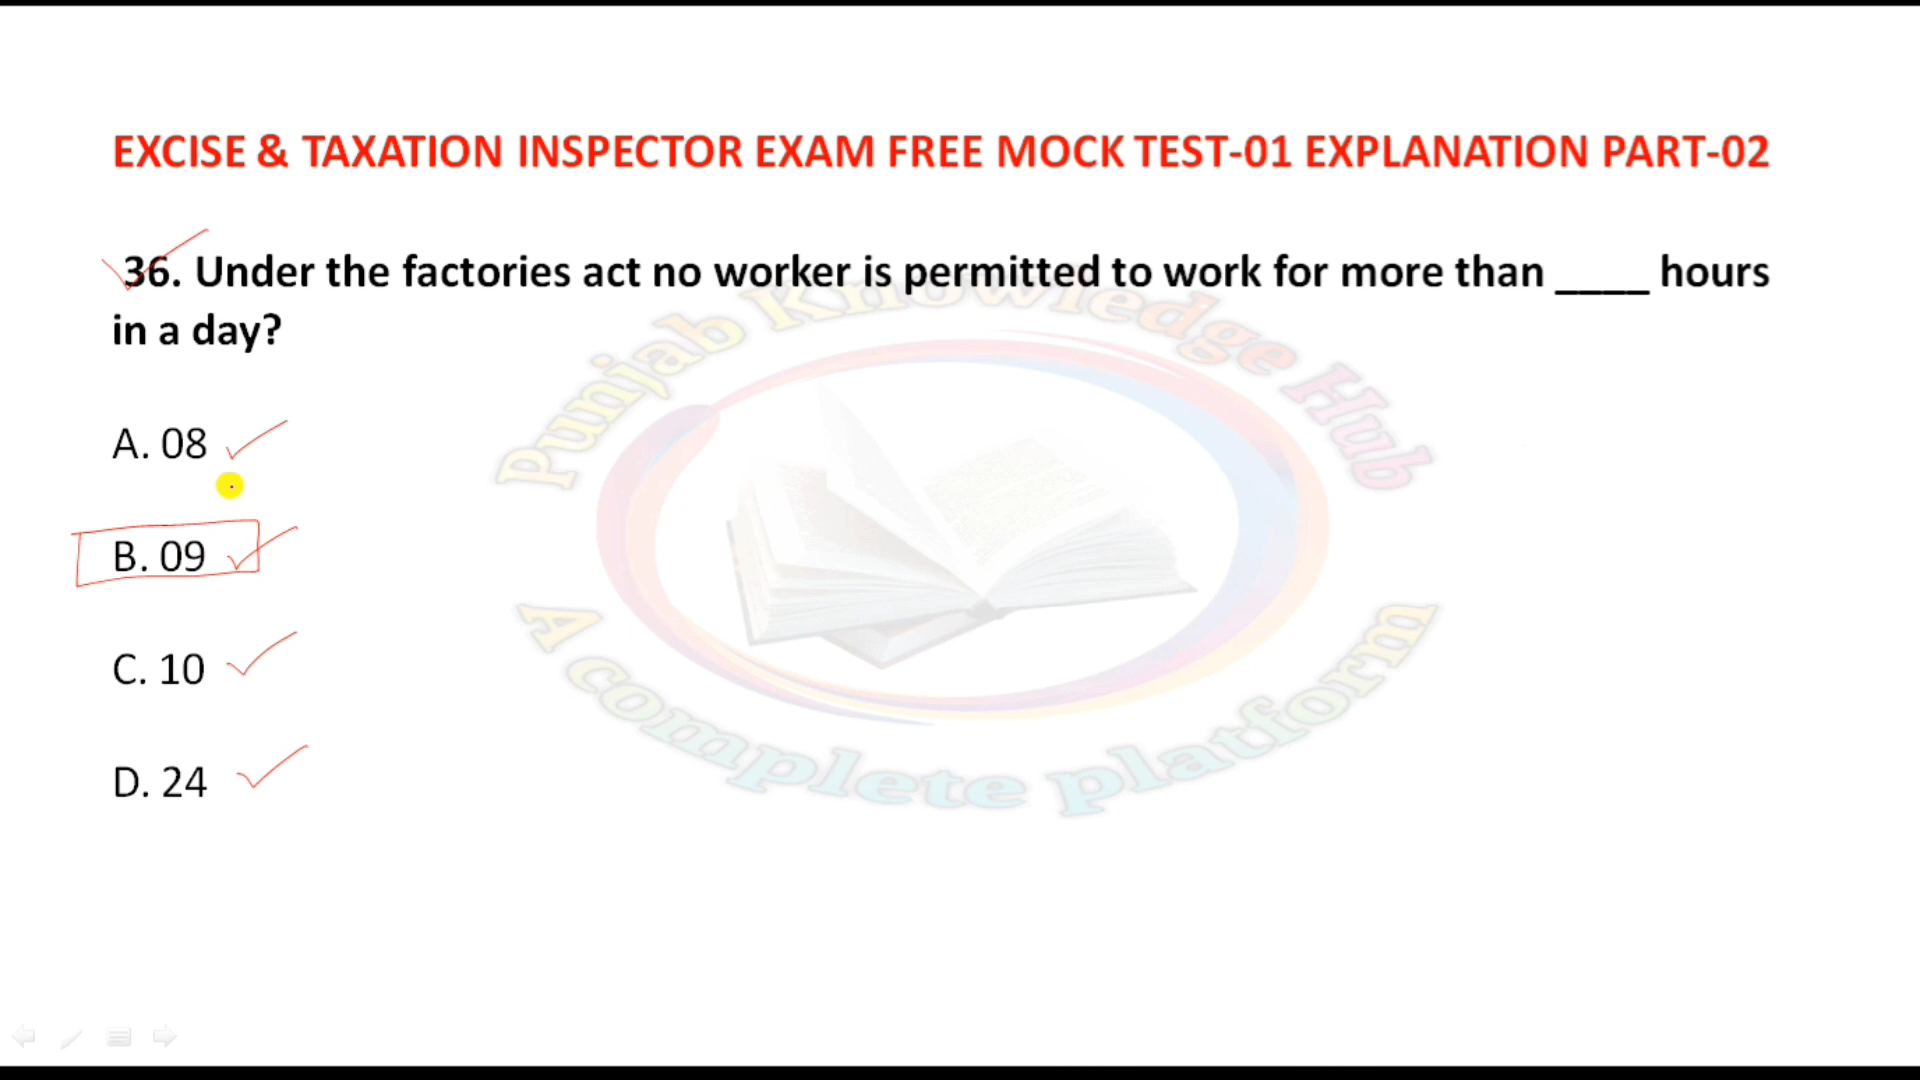 EXCISE & TAXATION INSPECTOR EXAM FREE MOCK TEST-01 EXPLANATION PART-02
36. Under the factories act no worker is permitted to work for more than ____ hours
in a day?
A. 08
B. 09
C. 10
D. 24
Punjab Knowledge Hub
A complete platform